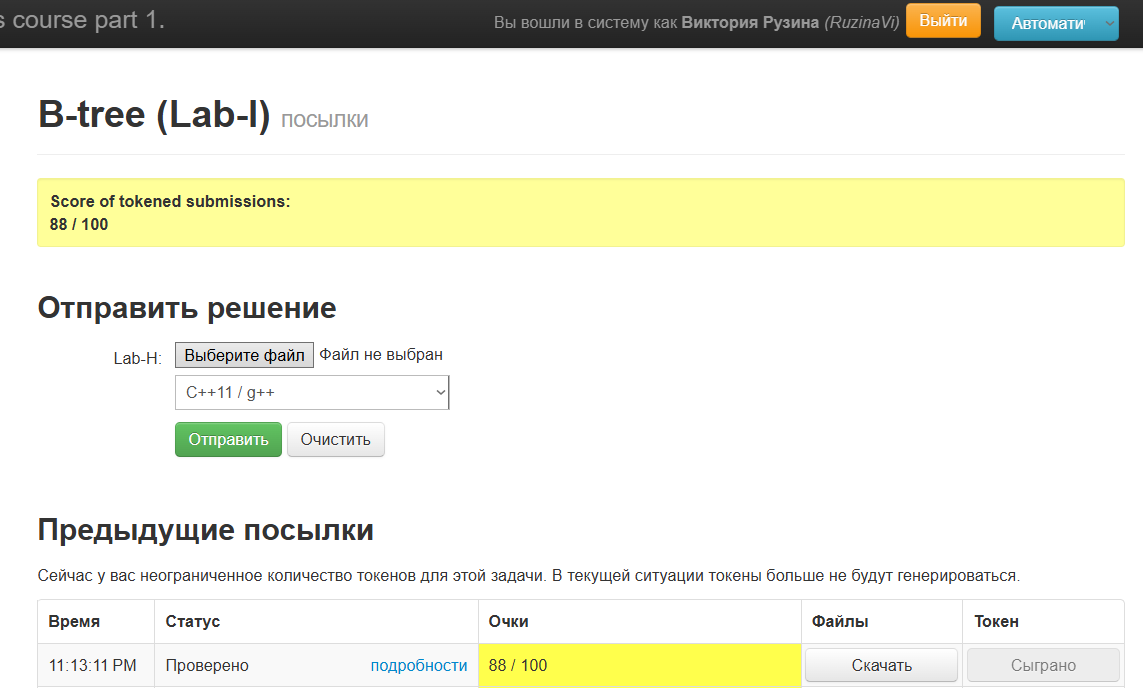 s course part 1.
Вы вошли в систему как Виктория Рузина (RuzinaVi) Выйти Автомати
B-tree (Lab-I) посылки
Score of tokened submissions:
88 / 100
Отправить решение
Lab-H: Выберите файл Файл не выбран
C++11 / g++
Отправить Очистить
Предыдущие посылки
Сейчас у вас неограниченное количество токенов для этой задачи. В текущей ситуации токены больше не будут генерироваться.
Время Статус Очки Файлы Токен
11:13:11 PM Проверено подробности 88 / 100 Скачать Сыграно